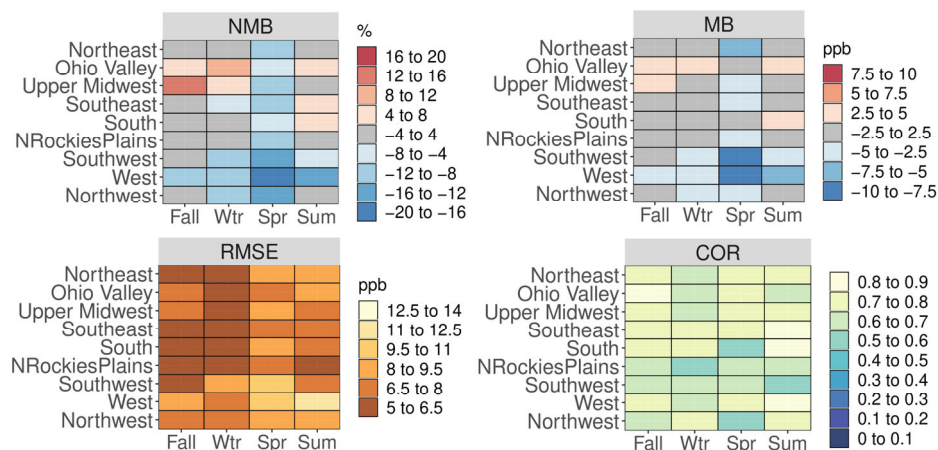 NMB
Northeast
Ohio Valley
Upper Midwest
Southeast
South
NRockiesPlains
Southwest
West
Northwest
Fall Wtr Spr Sum
%
16 to 20
12 to 16
8 to 12
4 to 8
−4 to 4
−8 to −4
−12 to −8
−16 to −12
−20 to −16
MB
Northeast
Ohio Valley
Upper Midwest
Southeast
South
NRockiesPlains
Southwest
West
Northwest
Fall Wtr Spr Sum
ppb
7.5 to 10
5 to 7.5
2.5 to 5
−2.5 to 2.5
−5 to −2.5
−7.5 to −5
−10 to −7.5
RMSE
Northeast
Ohio Valley
Upper Midwest
Southeast
South
NRockiesPlains
Southwest
West
Northwest
Fall Wtr Spr Sum
ppb
12.5 to 14
11 to 12.5
9.5 to 11
8 to 9.5
6.5 to 8
5 to 6.5
COR
Northeast
Ohio Valley
Upper Midwest
Southeast
South
NRockiesPlains
Southwest
West
Northwest
Fall Wtr Spr Sum
0.8 to 0.9
0.7 to 0.8
0.6 to 0.7
0.5 to 0.6
0.4 to 0.5
0.3 to 0.4
0.2 to 0.3
0.1 to 0.2
0 to 0.1